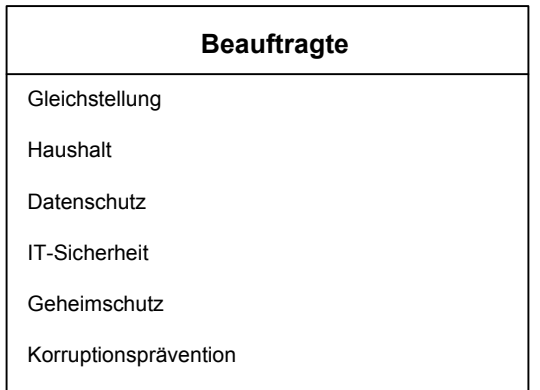 Beauftragte
Gleichstellung
Haushalt
Datenschutz
IT-Sicherheit
Geheimschutz
Korruptionsprävention